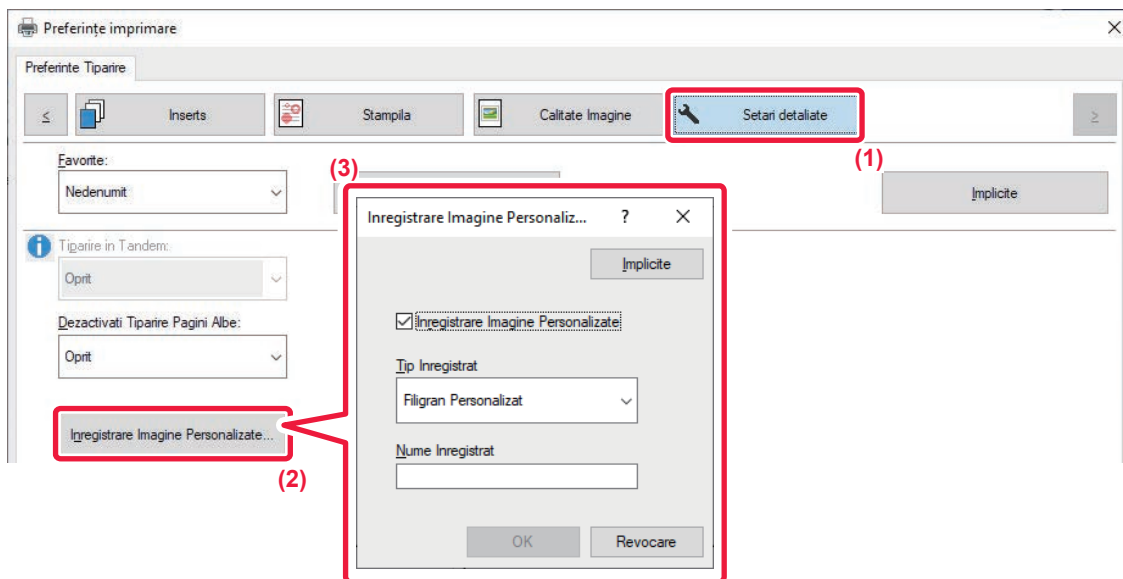 Preferințe imprimare
Preferinte Tiparire
<
Inserts
Stampila
Calitate Imagine
Setari detaliate
>
(1)
Favorite:
(3)
Nedenumit
Implicite
Inregistrare Imagine Personaliz...
?
Implicite
Tiparire in Tandem:
Oprit
Inregistrare Imagine Personalizate
Dezactivati Tiparire Pagini Albe:
Oprit
Tip Inregistrat
Filigran Personalizat
Inregistrare Imagine Personalizate...
(2)
Nume Inregistrat
OK
Revocare